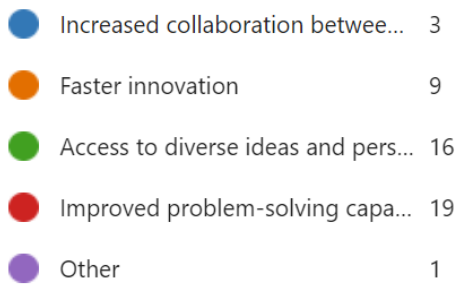 Increased collaboration betwee... 3
Faster innovation 9
Access to diverse ideas and pers... 16
Improved problem-solving capa... 19
Other 1